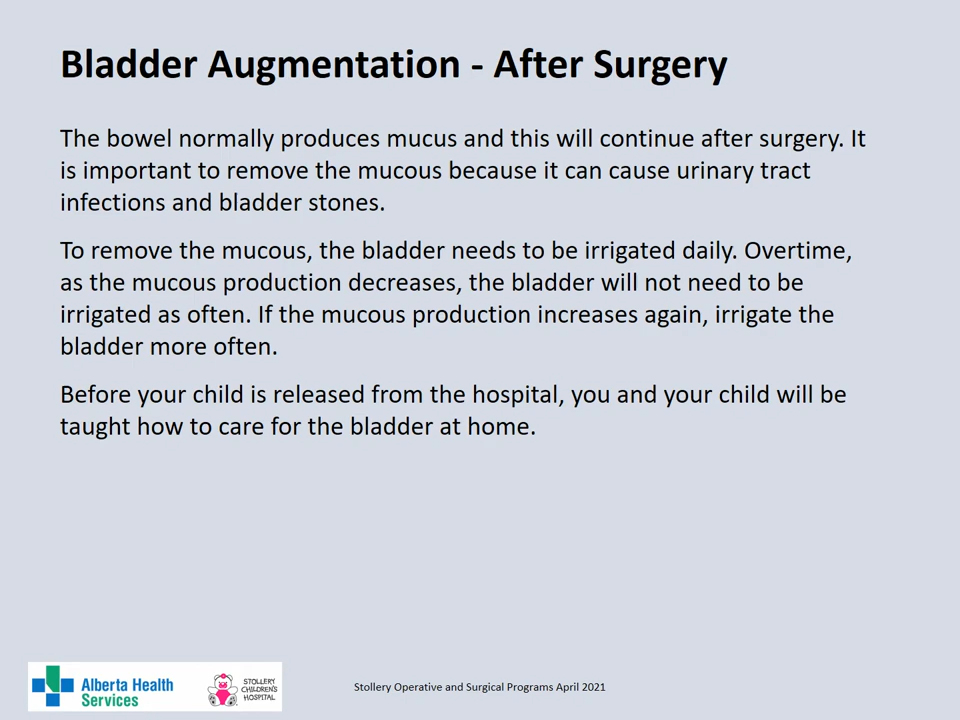 Bladder Augmentation - After Surgery
The bowel normally produces mucus and this will continue after surgery. It
is important to remove the mucous because it can cause urinary tract
infections and bladder stones.
To remove the mucous, the bladder needs to be irrigated daily. Overtime,
as the mucous production decreases, the bladder will not need to be
irrigated as often. If the mucous production increases again, irrigate the
bladder more often.
Before your child is released from the hospital, you and your child will be
taught how to care for the bladder at home.
Alberta Health
Services
STOLLERY
CHILDREN'S
HOSPITAL
Stollery Operative and Surgical Programs April 2021